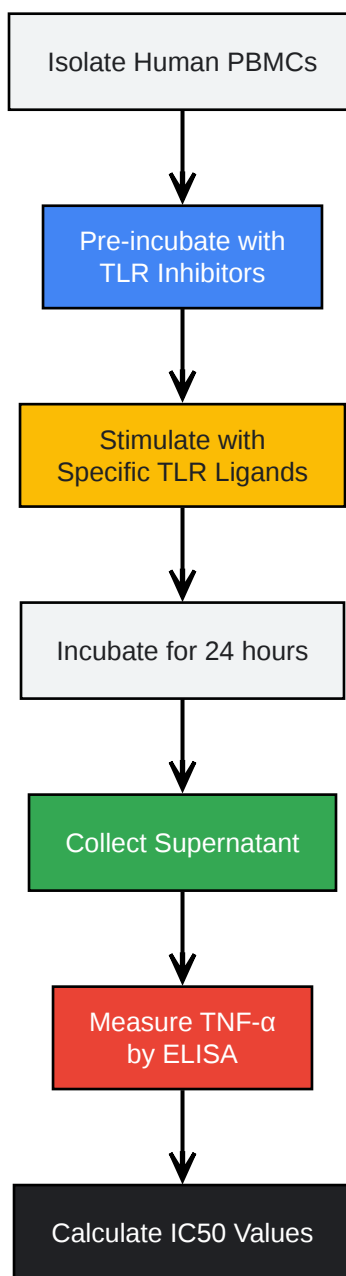 Isolate Human PBMCs
Pre-incubate with
TLR Inhibitors
Stimulate with
Specific TLR Ligands
Incubate for 24 hours
Collect Supernatant
Measure TNF-α
by ELISA
Calculate IC50 Values